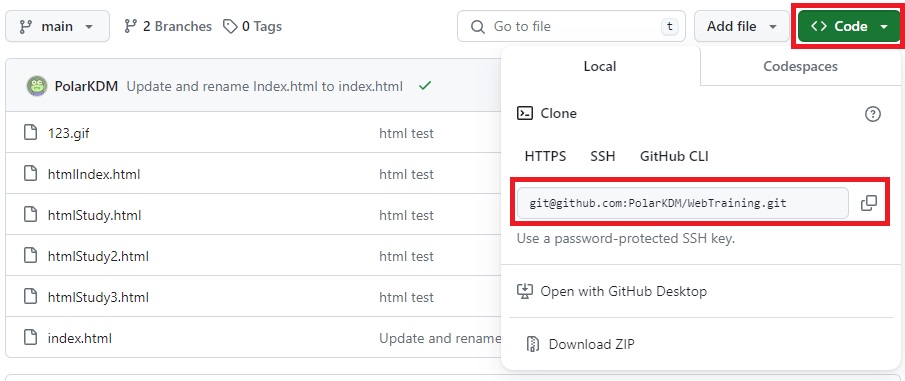 main
2 Branches
0 Tags
Go to file
t
Add file
<> Code
Local
Codespaces
PolarKDM Update and rename Index.html to index.html
Clone
HTTPS
SSH
GitHub CLI
git@github.com:PolarKDM/WebTraining.git
Use a password-protected SSH key.
Open with GitHub Desktop
Download ZIP
123.gif html test
htmlIndex.html html test
htmlStudy.html html test
htmlStudy2.html html test
htmlStudy3.html html test
index.html Update and rename